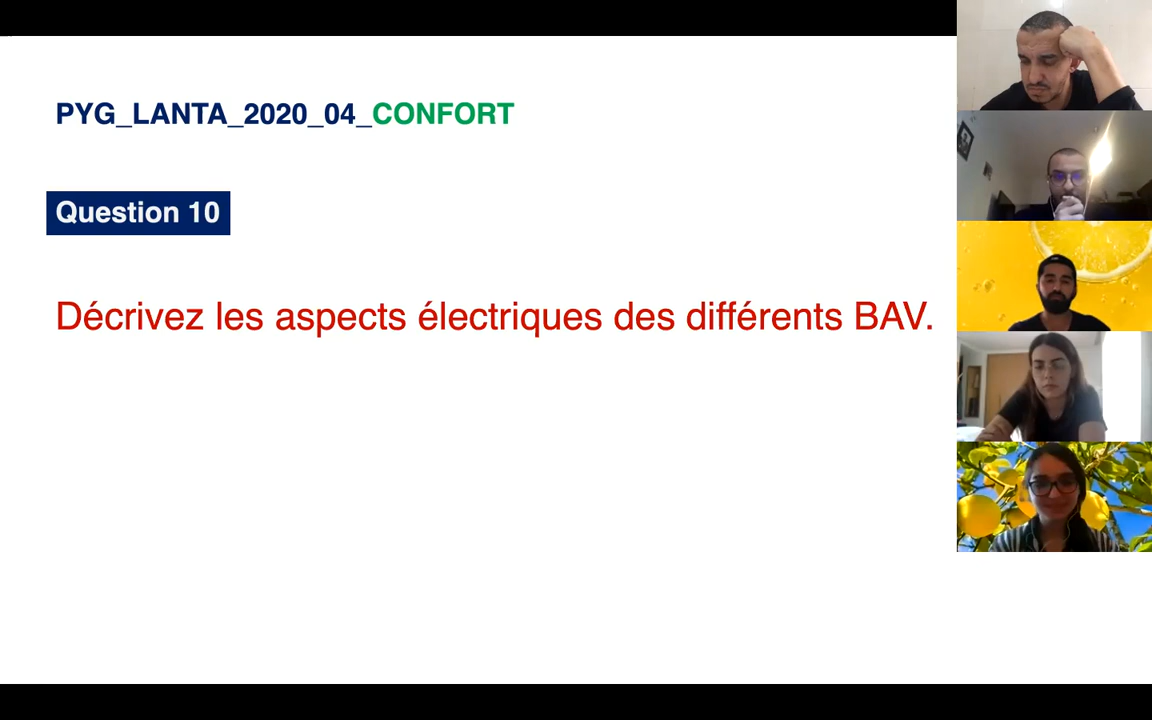 PYG_LANTA_2020_04_CONFORT
Question 10
Décrivez les aspects électriques des différents BAV.